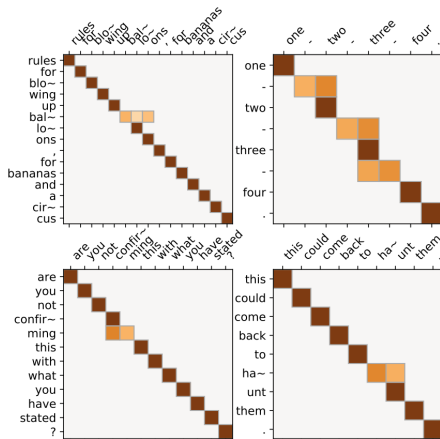 rules for blo~ wing up bal~ lo~ ons , for bananas and a cir~ cus
rules
for
blo~
wing
up
bal~
lo~
ons
,
for
bananas
and
a
cir~
cus
one - two - three - four .
one
-
two
-
three
-
four
.
are you not confir~ ming this with what you have stated ?
are
you
not
confir~
ming
this
with
what
you
have
stated
?
this could come back to ha~ unt them .
this
could
come
back
to
ha~
unt
them
.